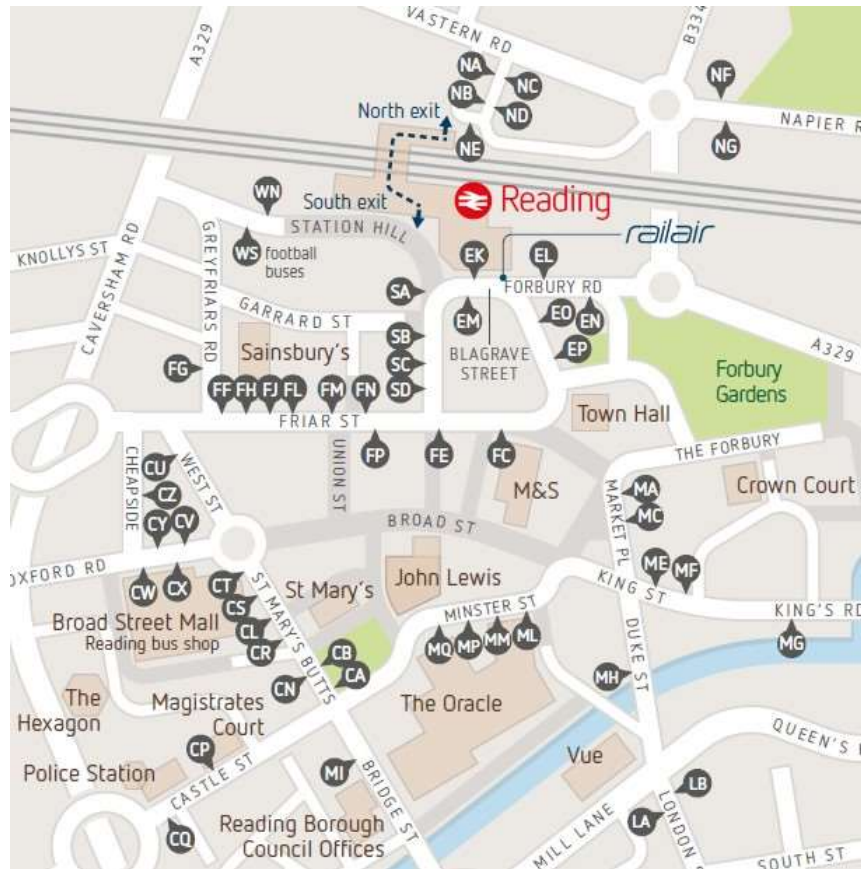 A329
VASTERN RD
B334
NA
NC
NB
ND
NE
NF
NG
NAPIER R
North exit
South exit
Reading
railair
WN
WS
football
buses
STATION HILL
KNOLLYS ST
CAVERSHAM RD
GREYFRIARS RD
GARRARD ST
SA
SB
SC
SD
EK
EL
EM
FORBURY RD
EO
EN
EP
BLAGRAVE
STREET
A329
Sainsbury's
FG
FF
FH
FJ
FL
FM
FN
FRIAR ST
FP
FE
FC
Town Hall
Forbury
Gardens
THE FORBURY
Crown Court
M&S
UNION ST
CHEAPSIDE
WEST ST
CU
CZ
CY
CV
BROAD ST
MARKET PL
MA
MC
ME
MF
KING ST
KING'S RD
MG
OXFORD RD
CW
CX
CT
CS
CL
CR
Broad Street Mall
Reading bus shop
ST MARY'S BUTTS
St Mary's
John Lewis
MINSTER ST
MQ
MP
MM
ML
CB
CA
CN
The Oracle
DUKE ST
MH
The
Hexagon
Magistrates
Court
CP
Police Station
CASTLE ST
CQ
MI
BRIDGE ST
Reading Borough
Council Offices
Vue
QUEEN'S
MILL LANE
LA
LB
LONDON S
SOUTH ST